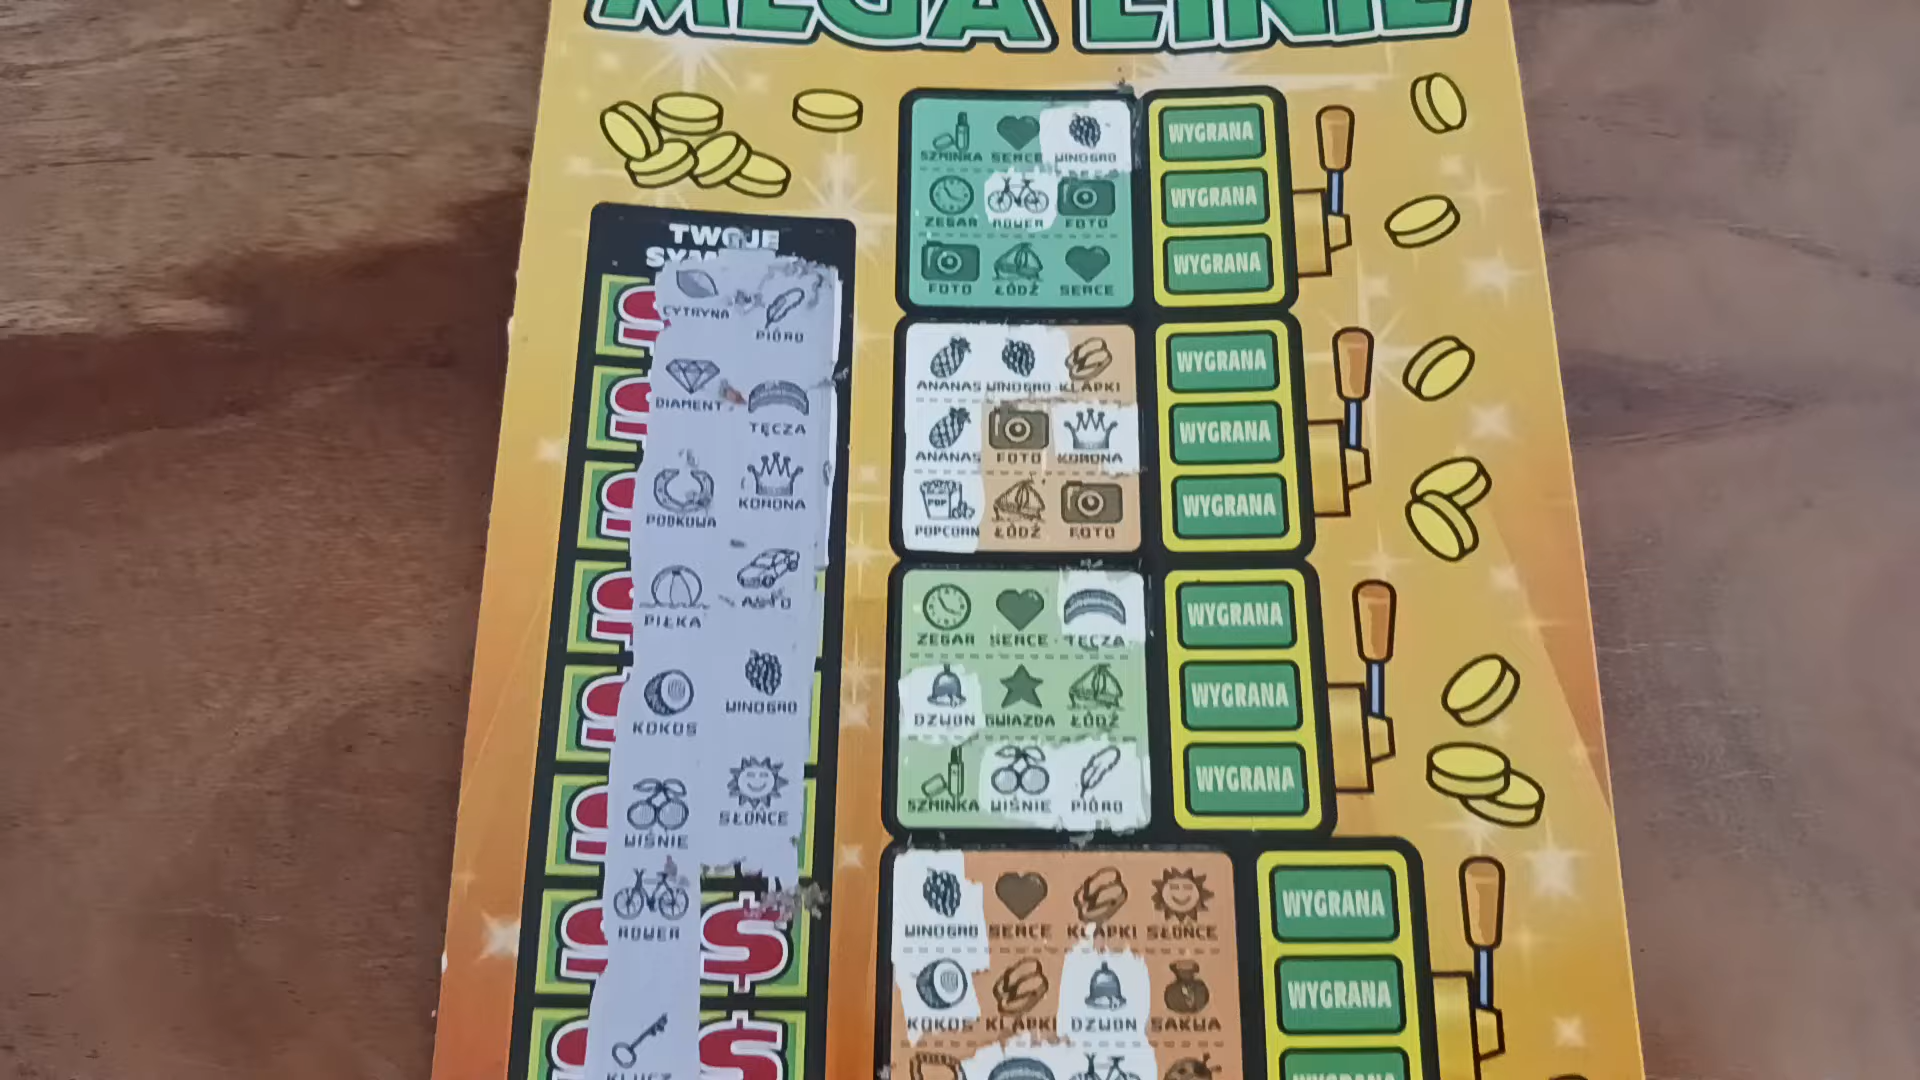 MEGA LINIE
TWOJE
CYTRYNA PIÓRO
DIAMENT TĘCZA
PODKOWA KORONA
PIŁKA AUTO
KOKOS WINOGRO
WIŚNIE SŁOŃCE
ROWER
KLUCZ
SZMINKA SERCE WINOGRO WYGRANA
ZEGAR ROWER FOTO WYGRANA
FOTO ŁÓDŹ SERCE WYGRANA
ANANAS WINOGRO KLAPKI WYGRANA
ANANAS FOTO KORONA WYGRANA
POP
POPCORN ŁÓDŹ FOTO WYGRANA
ZEGAR SERCE TĘCZA WYGRANA
DZWON GWIAZDA ŁÓDŹ WYGRANA
SZMINKA WIŚNIE PIÓRO WYGRANA
WINOGRO SERCE KLAPKI SŁOŃCE WYGRANA
KOKOS KLAPKI DZWON SAKWA WYGRANA
WYGRANA